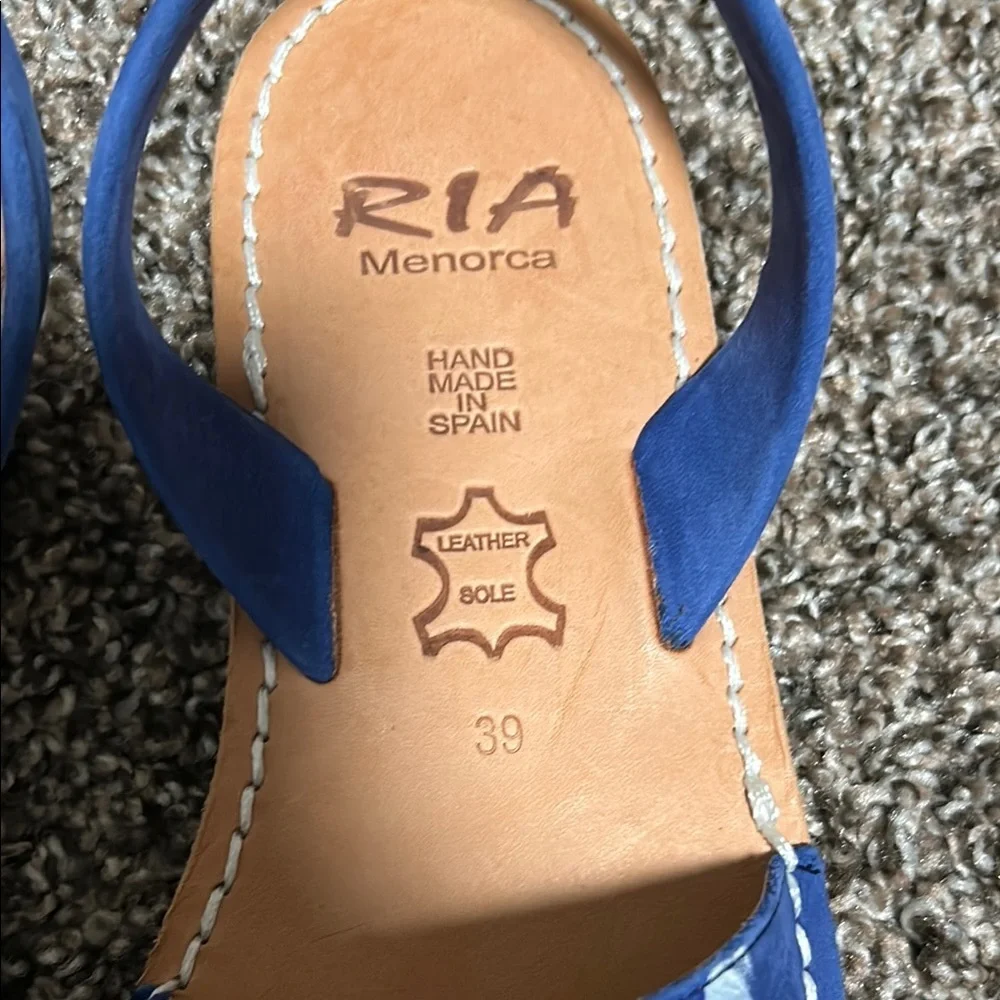 RIA
Menorca
HAND
MADE
IN
SPAIN
LEATHER
SOLE
39